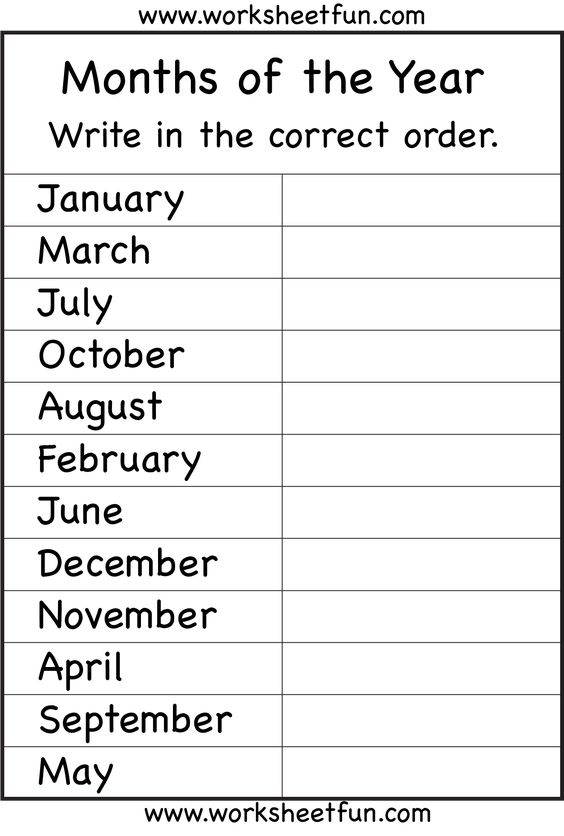 www.worksheetfun.com
Months of the Year
Write in the correct order.
January
March
July
October
August
February
June
December
November
April
September
May
www.worksheetfun.com